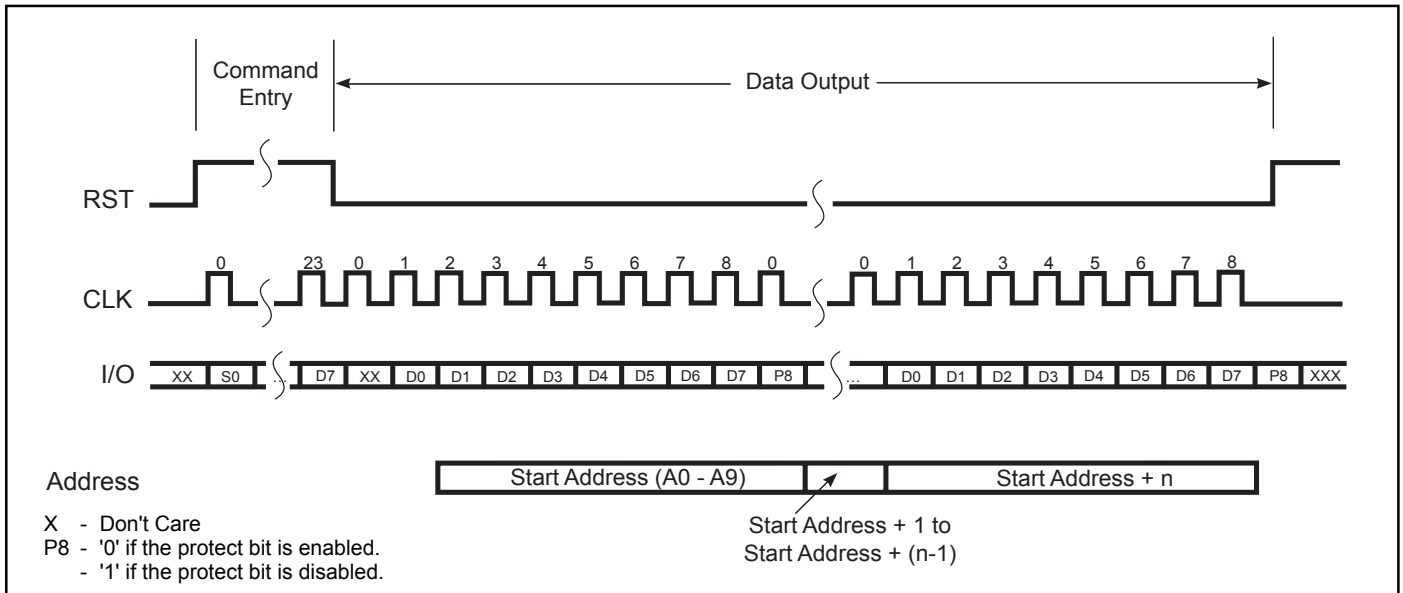 Command
Entry
Data Output
RST
0 23 0 1 2 3 4 5 6 7 8 0 0 1 2 3 4 5 6 7 8
CLK
I/O XX S0 ... D7 XX D0 D1 D2 D3 D4 D5 D6 D7 P8 ... D0 D1 D2 D3 D4 D5 D6 D7 P8 XXX
Address Start Address (A0 - A9) Start Address + n
Start Address + 1 to
Start Address + (n-1)
X - Don't Care
P8 - '0' if the protect bit is enabled.
- '1' if the protect bit is disabled.